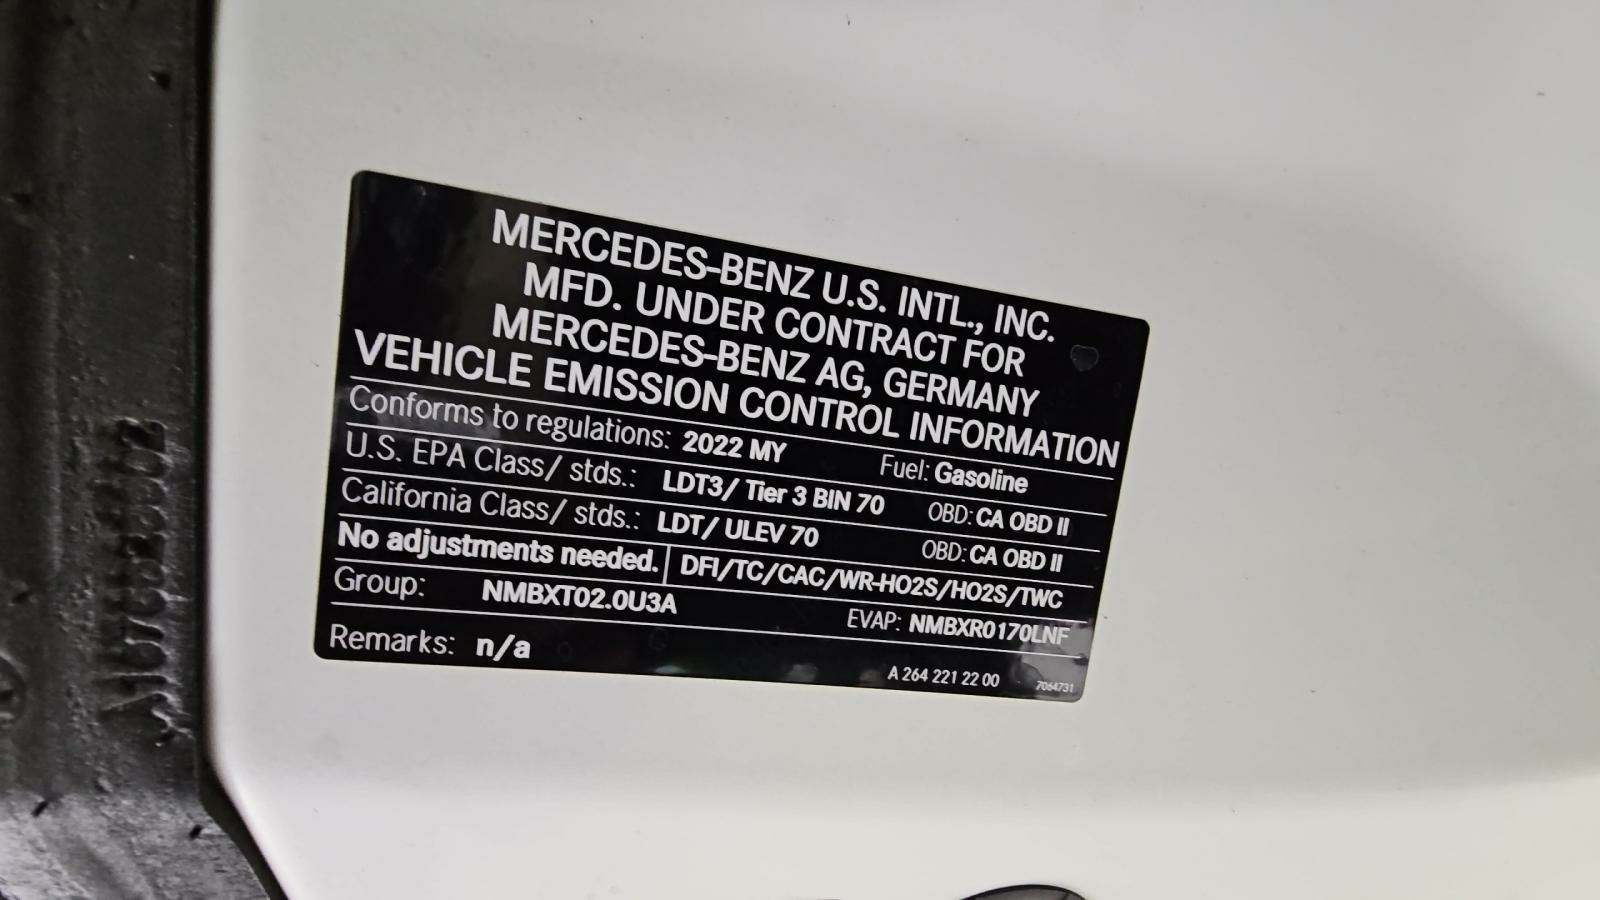 MERCEDES-BENZ U.S. INTL., INC.
MFD. UNDER CONTRACT FOR
MERCEDES-BENZ AG, GERMANY
VEHICLE EMISSION CONTROL INFORMATION
Conforms to regulations: 2022 MY Fuel: Gasoline
U.S. EPA Class/ stds.: LDT3/ Tier 3 BIN 70 OBD: CA OBD II
California Class/ stds.: LDT/ ULEV 70 OBD: CA OBD II
No adjustments needed. DFI/TC/CAC/WR-HO2S/HO2S/TWC
Group: NMBXT02.0U3A EVAP: NMBXR0170LNF
Remarks: n/a
A 264 221 22 00 7064731